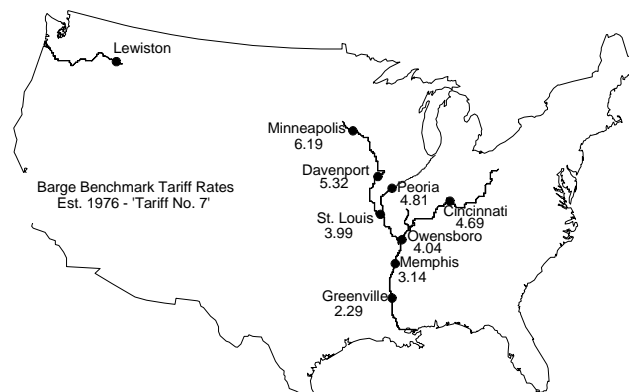 Lewiston
Minneapolis
6.19
Davenport
5.32
Barge Benchmark Tariff Rates
Est. 1976 - 'Tariff No. 7'
Peoria
4.81
Cincinnati
4.69
St. Louis
3.99
Owensboro
4.04
Memphis
3.14
Greenville
2.29